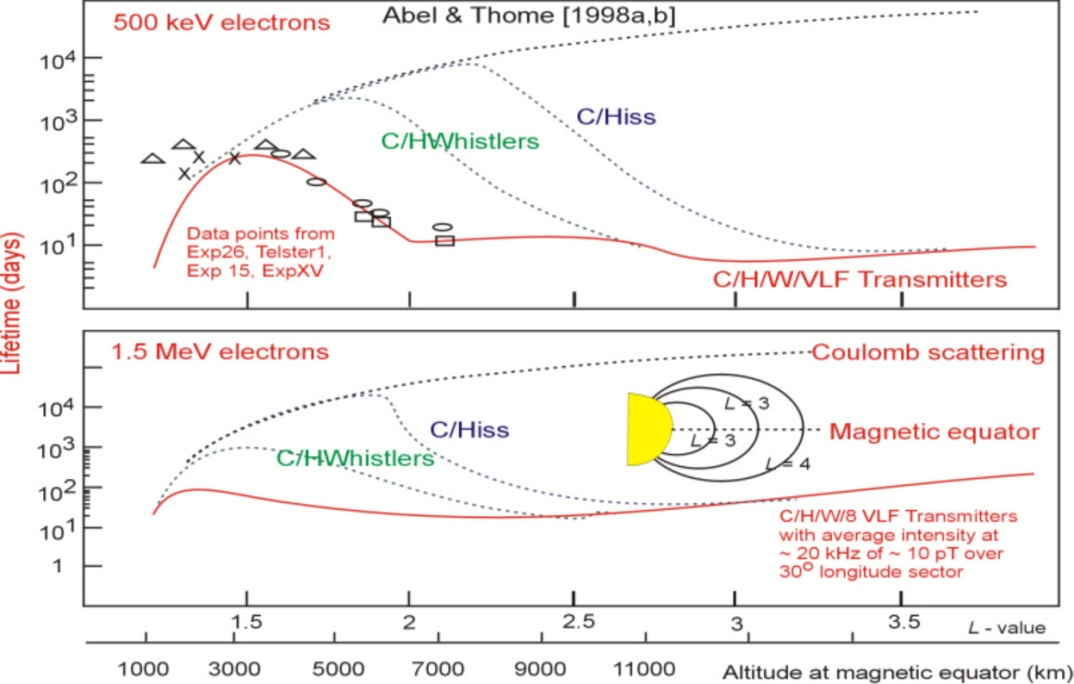 500 keV electrons
Abel & Thome [1998a,b]
10⁴
10³
10²
10¹
C/Hiss
C/HWhistlers
Data points from
Exp26, Telster1,
Exp 15, ExpXV
C/H/W/VLF Transmitters
Lifetime (days)
1.5 MeV electrons
Coulomb scattering
10⁴
10³
10²
10¹
1
C/Hiss
C/HWhistlers
L = 3
L = 3
L = 4
Magnetic equator
C/H/W/8 VLF Transmitters
with average intensity at
~ 20 kHz of ~ 10 pT over
30° longitude sector
1.5 2 2.5 3 3.5 L - value
1000 3000 5000 7000 9000 11000 Altitude at magnetic equator (km)